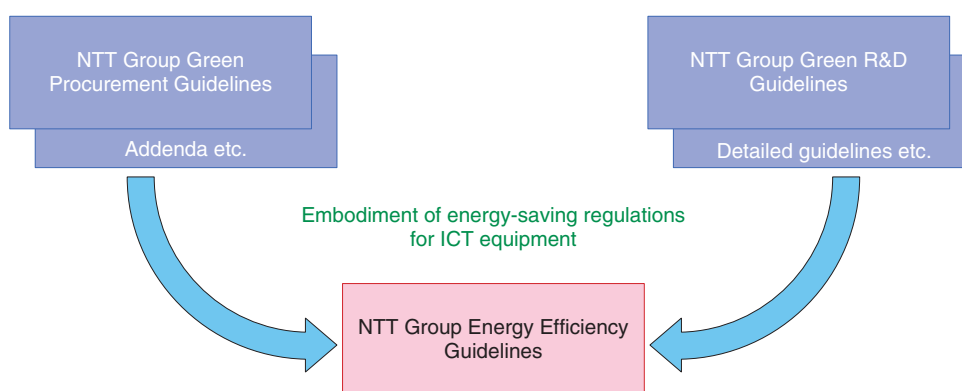 NTT Group Green
Procurement Guidelines
Addenda etc.
NTT Group Green R&D
Guidelines
Detailed guidelines etc.
Embodiment of energy-saving regulations
for ICT equipment
NTT Group Energy Efficiency
Guidelines